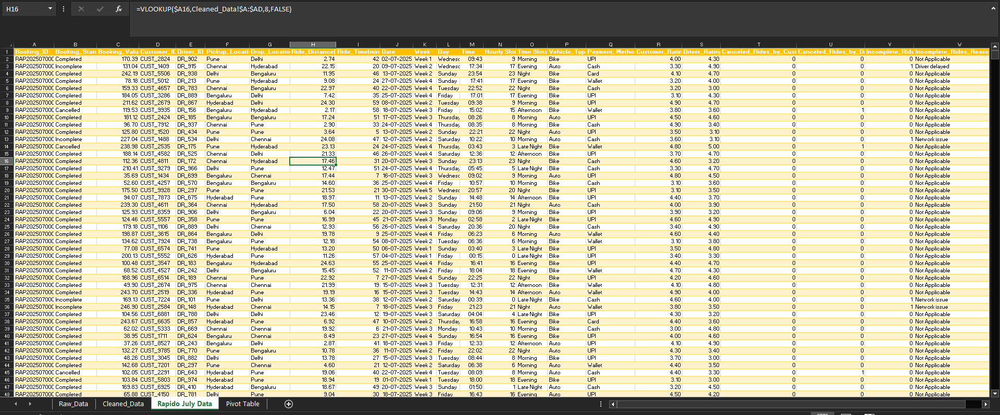 H16 fx =VLOOKUP($A16,Cleaned_Data!$A:$AD,8,FALSE)
A B C D E F G H I J K L M N O P Q R S T U V W
1 Booking_ID Booking_Statu Booking_Valu Customer_ID Driver_ID Pickup_Locati Drop_Locatio Ride_Distance( Ride_Time(min Date Week Day Time Hourly Slot Time Slots Vehicle_Typ Payment_Metho Customer_Ratin Driver_Rating Canceled_Rides_by_Cust Canceled_Rides_by_Dr Incomplete_Ride Incomplete_Rides_Reaso
2 RAP202507000 Completed 170.39 CUST_2824 DR_902 Pune Delhi 2.74 42 02-07-2025 Week 1 Wednesc 09:43 9 Morning Bike UPI 4.00 4.30 0 0 0 Not Applicable
3 RAP202507000 Incomplete 131.04 CUST_1409 DR_915 Chennai Hyderabad 22.15 20 09-07-2025 Week 2 Wednesc 17:34 17 Evening Auto Cash 3.30 4.90 0 0 1 Driver delayed
4 RAP202507000 Completed 242.19 CUST_5506 DR_938 Delhi Bengaluru 11.95 46 13-07-2025 Week 2 Sunday 23:54 23 Night Bike Card 4.10 4.70 0 0 0 Not Applicable
5 RAP202507000 Completed 78.18 CUST_5012 DR_213 Pune Hyderabad 9.08 24 27-07-2025 Week 4 Sunday 17:41 17 Evening Bike Wallet 3.20 4.00 0 0 0 Not Applicable
6 RAP202507000 Completed 159.33 CUST_4657 DR_783 Chennai Bengaluru 22.97 40 22-07-2025 Week 4 Tuesday 22:52 22 Night Bike Cash 3.20 3.00 0 0 0 Not Applicable
7 RAP202507000 Completed 184.05 CUST_3286 DR_889 Bengaluru Delhi 7.42 35 25-07-2025 Week 4 Friday 17:01 17 Evening Bike UPI 3.10 4.30 0 0 0 Not Applicable
8 RAP202507000 Completed 211.62 CUST_2679 DR_867 Hyderabad Delhi 24.30 59 08-07-2025 Week 2 Tuesday 09:38 9 Morning Bike UPI 4.90 4.70 0 0 0 Not Applicable
9 RAP202507000 Cancelled 119.53 CUST_9935 DR_156 Bengaluru Hyderabad 2.17 58 18-07-2025 Week 3 Friday 15:02 15 Afternoon Bike Wallet 3.80 3.60 0 1 0 Not Applicable
10 RAP202507000 Completed 181.12 CUST_2424 DR_185 Bengaluru Bengaluru 17.24 51 17-07-2025 Week 3 Thursday 08:26 8 Morning Auto UPI 4.50 4.60 0 0 0 Not Applicable
11 RAP202507000 Completed 96.70 CUST_7912 DR_937 Chennai Pune 2.90 33 24-07-2025 Week 4 Thursday 08:35 8 Morning Bike Cash 4.90 3.40 0 0 0 Not Applicable
12 RAP202507000 Completed 125.80 CUST_1520 DR_434 Pune Pune 3.64 5 13-07-2025 Week 2 Sunday 22:21 22 Night Auto UPI 3.50 3.10 0 0 0 Not Applicable
13 RAP202507000 Incomplete 227.04 CUST_1488 DR_534 Delhi Chennai 24.08 47 12-07-2025 Week 2 Saturday 10:22 10 Morning Auto Cash 3.60 3.10 0 0 1 Network issue
14 RAP202507000 Cancelled 238.98 CUST_2535 DR_175 Pune Hyderabad 23.13 24 24-07-2025 Week 4 Thursday 03:43 3 Late Night Bike Wallet 4.80 5.00 0 1 0 Not Applicable
15 RAP202507000 Completed 188.14 CUST_4582 DR_525 Chennai Delhi 21.33 46 26-07-2025 Week 4 Saturday 12:36 12 Afternoon Bike UPI 3.70 4.70 0 0 0 Not Applicable
16 RAP202507000 Completed 112.36 CUST_4811 DR_172 Chennai Hyderabad 17.46 31 20-07-2025 Week 3 Sunday 23:13 23 Night Bike Cash 4.60 3.20 0 0 0 Not Applicable
17 RAP202507000 Completed 210.41 CUST_9279 DR_966 Delhi Pune 12.47 51 24-07-2025 Week 4 Thursday 05:45 5 Late Night Bike Cash 3.30 4.70 0 0 0 Not Applicable
18 RAP202507000 Completed 35.69 CUST_1434 DR_699 Bengaluru Chennai 17.44 7 16-07-2025 Week 3 Wednesc 09:02 9 Morning Auto UPI 4.80 4.50 0 0 0 Not Applicable
19 RAP202507000 Completed 52.60 CUST_4257 DR_570 Bengaluru Bengaluru 14.60 36 25-07-2025 Week 4 Friday 10:57 10 Morning Bike Cash 3.10 3.60 0 0 0 Not Applicable
20 RAP202507000 Completed 175.50 CUST_9928 DR_297 Pune Pune 21.53 21 30-07-2025 Week 5 Wednesc 20:57 20 Night Bike UPI 3.10 3.50 0 0 0 Not Applicable
21 RAP202507000 Completed 94.07 CUST_7873 DR_675 Hyderabad Pune 18.97 11 13-07-2025 Week 2 Sunday 14:48 14 Afternoon Bike UPI 4.40 3.70 0 0 0 Not Applicable
22 RAP202507000 Completed 239.30 CUST_4611 DR_364 Chennai Hyderabad 17.50 58 20-07-2025 Week 3 Sunday 21:50 21 Night Auto Cash 4.00 3.90 0 0 0 Not Applicable
23 RAP202507000 Completed 125.93 CUST_8359 DR_906 Delhi Bengaluru 6.04 22 20-07-2025 Week 3 Sunday 09:06 9 Morning Bike UPI 3.90 3.20 0 0 0 Not Applicable
24 RAP202507000 Completed 124.46 CUST_5557 DR_358 Pune Pune 16.99 45 21-07-2025 Week 3 Monday 02:58 2 Late Night Bike UPI 4.60 4.90 0 0 0 Not Applicable
25 RAP202507000 Completed 179.18 CUST_1106 DR_889 Delhi Chennai 12.93 56 26-07-2025 Week 4 Saturday 20:36 20 Night Bike Cash 3.40 4.90 0 0 0 Not Applicable
26 RAP202507000 Completed 198.87 CUST_3615 DR_864 Bengaluru Delhi 19.78 9 25-07-2025 Week 4 Friday 06:23 6 Morning Auto Wallet 4.60 4.40 0 0 0 Not Applicable
27 RAP202507000 Completed 134.62 CUST_7924 DR_738 Bengaluru Pune 12.18 54 08-07-2025 Week 2 Tuesday 06:36 6 Morning Bike Wallet 3.10 3.80 0 0 0 Not Applicable
28 RAP202507000 Completed 77.08 CUST_6574 DR_741 Pune Hyderabad 13.20 50 06-07-2025 Week 1 Sunday 03:40 3 Late Night Bike UPI 3.50 4.80 0 0 0 Not Applicable
29 RAP202507000 Completed 200.13 CUST_5552 DR_626 Hyderabad Pune 11.26 57 04-07-2025 Week 1 Friday 00:15 0 Late Night Bike UPI 3.40 3.30 0 0 0 Not Applicable
30 RAP202507000 Completed 100.48 CUST_3547 DR_183 Bengaluru Hyderabad 24.63 55 25-07-2025 Week 4 Friday 16:41 16 Evening Bike UPI 4.40 4.70 0 0 0 Not Applicable
31 RAP202507000 Completed 68.52 CUST_4527 DR_242 Delhi Bengaluru 15.45 52 11-07-2025 Week 2 Friday 18:04 18 Evening Bike Wallet 4.70 4.30 0 0 0 Not Applicable
32 RAP202507000 Completed 168.96 CUST_6514 DR_189 Chennai Pune 22.92 7 27-07-2025 Week 4 Sunday 22:25 22 Night Bike UPI 4.20 4.60 0 0 0 Not Applicable
33 RAP202507000 Completed 49.90 CUST_2674 DR_975 Chennai Chennai 21.99 19 15-07-2025 Week 3 Tuesday 12:31 12 Afternoon Bike Wallet 4.10 4.80 0 0 0 Not Applicable
34 RAP202507000 Completed 243.70 CUST_2519 DR_336 Hyderabad Pune 19.19 16 15-07-2025 Week 3 Tuesday 14:43 14 Afternoon Auto Wallet 4.90 4.00 0 0 0 Not Applicable
35 RAP202507000 Incomplete 169.13 CUST_7224 DR_101 Pune Delhi 13.36 38 12-07-2025 Week 2 Saturday 00:39 0 Late Night Bike Cash 4.60 4.00 0 0 1 Network issue
36 RAP202507000 Incomplete 246.90 CUST_2584 DR_148 Hyderabad Chennai 14.15 7 18-07-2025 Week 3 Friday 21:23 21 Night Auto Wallet 3.80 3.50 0 0 1 Network issue
37 RAP202507000 Completed 104.56 CUST_6881 DR_788 Delhi Delhi 23.46 12 19-07-2025 Week 3 Saturday 04:04 4 Late Night Bike UPI 4.30 3.20 0 0 0 Not Applicable
38 RAP202507000 Completed 243.67 CUST_6635 DR_857 Hyderabad Pune 6.92 47 10-07-2025 Week 2 Thursday 16:58 16 Evening Bike Card 4.40 3.60 0 0 0 Not Applicable
39 RAP202507000 Completed 62.02 CUST_5333 DR_669 Chennai Chennai 19.92 6 21-07-2025 Week 3 Monday 10:43 10 Morning Bike Cash 3.00 4.80 0 0 0 Not Applicable
40 RAP202507000 Completed 38.95 CUST_1711 DR_624 Bengaluru Chennai 8.49 23 27-07-2025 Week 4 Sunday 16:54 16 Evening Bike UPI 4.00 4.60 0 0 0 Not Applicable
41 RAP202507000 Completed 37.26 CUST_8527 DR_243 Bengaluru Delhi 2.87 41 18-07-2025 Week 3 Friday 12:33 12 Afternoon Auto UPI 4.10 4.90 0 0 0 Not Applicable
42 RAP202507000 Completed 132.27 CUST_9785 DR_770 Pune Bengaluru 10.78 36 11-07-2025 Week 2 Friday 22:02 22 Night Auto UPI 4.30 3.40 0 0 0 Not Applicable
43 RAP202507000 Completed 48.26 CUST_3045 DR_882 Delhi Delhi 13.78 27 15-07-2025 Week 3 Tuesday 08:44 8 Morning Bike UPI 3.70 3.00 0 0 0 Not Applicable
44 RAP202507000 Completed 142.68 CUST_7201 DR_297 Pune Chennai 4.60 21 12-07-2025 Week 2 Saturday 06:38 6 Morning Auto Wallet 4.40 3.50 0 0 0 Not Applicable
45 RAP202507000 Cancelled 102.05 CUST_2291 DR_643 Hyderabad Pune 19.06 40 22-07-2025 Week 4 Tuesday 08:09 8 Morning Auto Cash 4.40 3.30 0 1 0 Not Applicable
46 RAP202507000 Completed 103.84 CUST_5803 DR_974 Hyderabad Pune 18.94 19 01-07-2025 Week 1 Tuesday 18:00 18 Evening Bike UPI 3.10 3.00 0 0 0 Not Applicable
47 RAP202507000 Completed 169.83 CUST_6925 DR_410 Hyderabad Bengaluru 18.67 49 20-07-2025 Week 3 Sunday 01:50 1 Late Night Auto Cash 3.20 4.50 0 0 0 Not Applicable
48 RAP202507000 Completed 65.88 CUST_4150 DR_781 Delhi Pune 9.04 30 18-07-2025 Week 3 Friday 16:43 16 Evening Auto UPI 4.50 4.20 0 0 0 Not Applicable
Raw_Data Cleaned_Data Rapido July Data Pivot Table